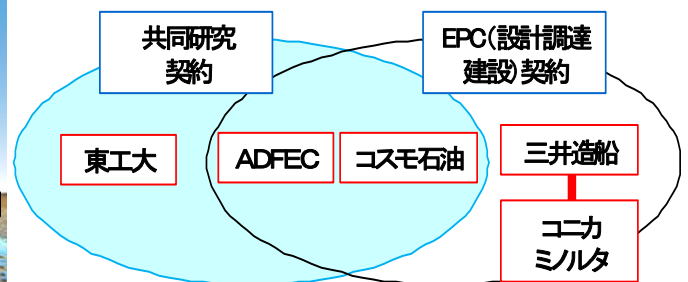 共同研究
契約
EPC(設計調達
建設)契約
東工大
ADFEC
コスモ石油
三井造船
コニカ
ミノルタ